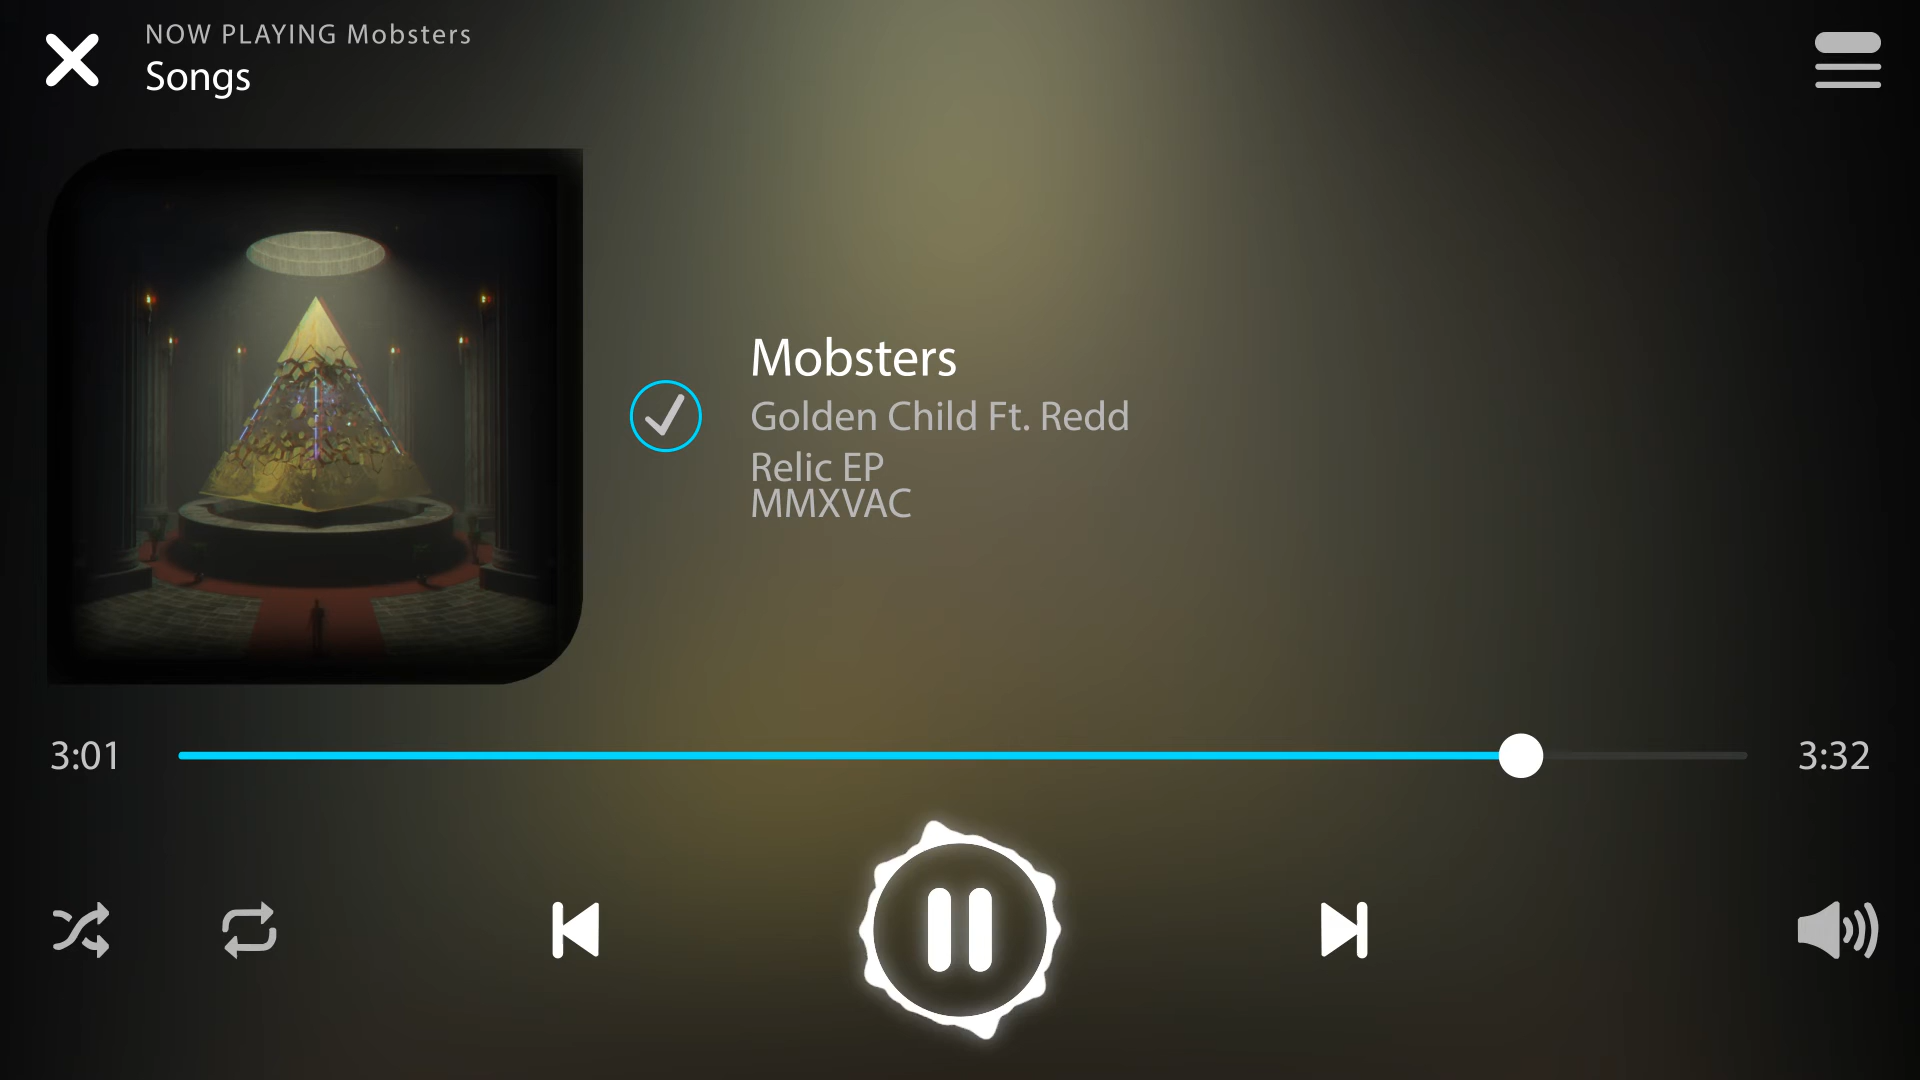 NOW PLAYING Mobsters
Songs
Mobsters
Golden Child Ft. Redd
Relic EP
MMXVAC
3:01
3:32